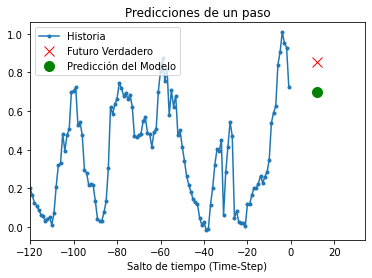 Predicciones de un paso
Historia
Futuro Verdadero
Predicción del Modelo
1.0
0.8
0.6
0.4
0.2
0.0
−120 −100 −80 −60 −40 −20 0 20
Salto de tiempo (Time-Step)